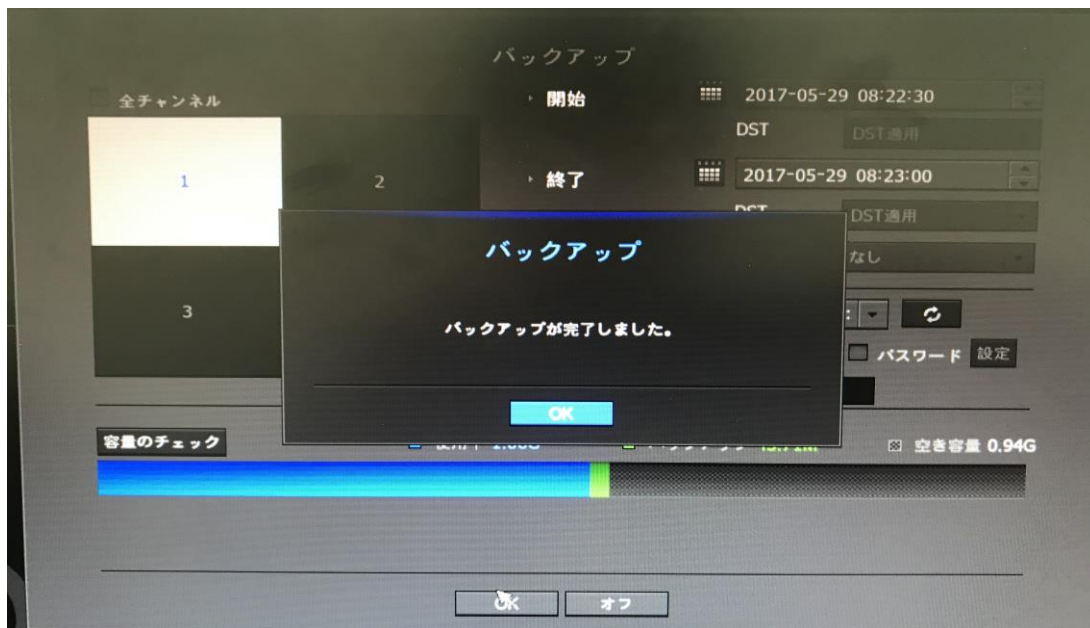 バックアップ
全チャンネル
開始
2017-05-29 08:22:30
DST
DST適用
1
2
終了
2017-05-29 08:23:00
DST適用
バックアップ
なし
3
バックアップが完了しました。
パスワード
設定
OK
容量のチェック
空き容量 0.94G
OK
オフ